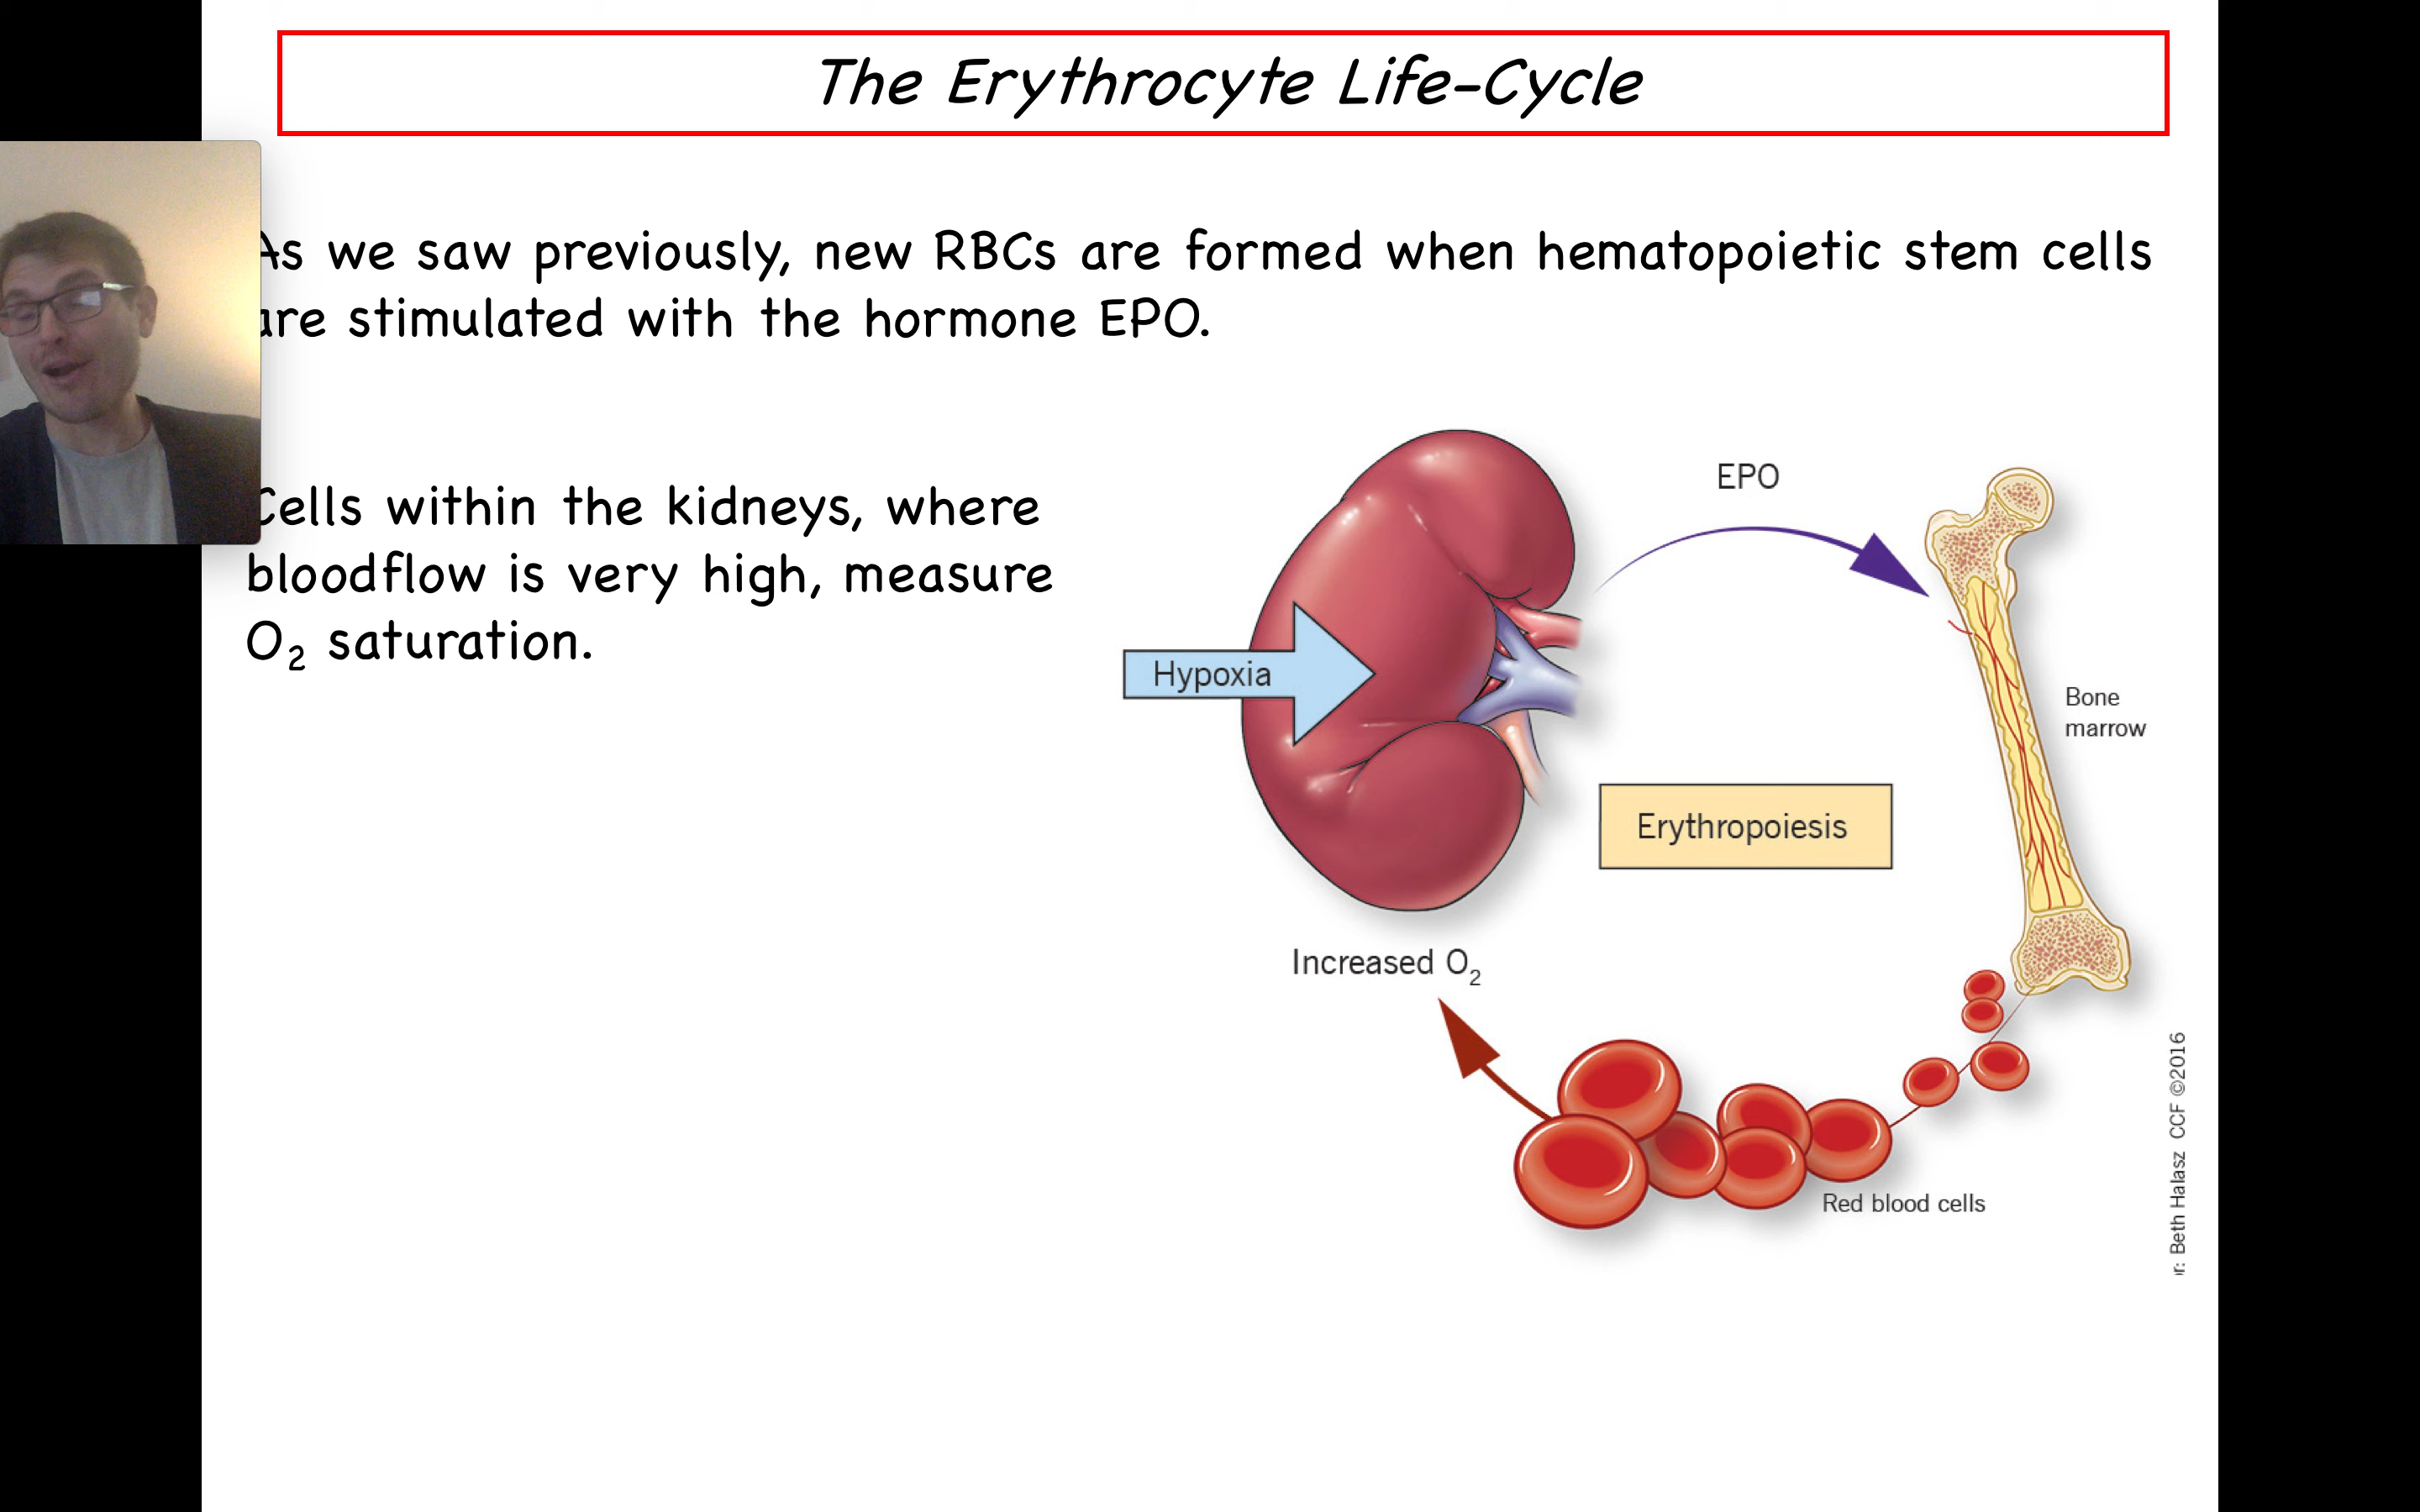 The Erythrocyte Life-Cycle
As we saw previously, new RBCs are formed when hematopoietic stem cells
are stimulated with the hormone EPO.
Cells within the kidneys, where
bloodflow is very high, measure
O₂ saturation.
EPO
Hypoxia
Bone
marrow
Erythropoiesis
Increased O₂
Red blood cells
Beth Halasz CCF ©2016